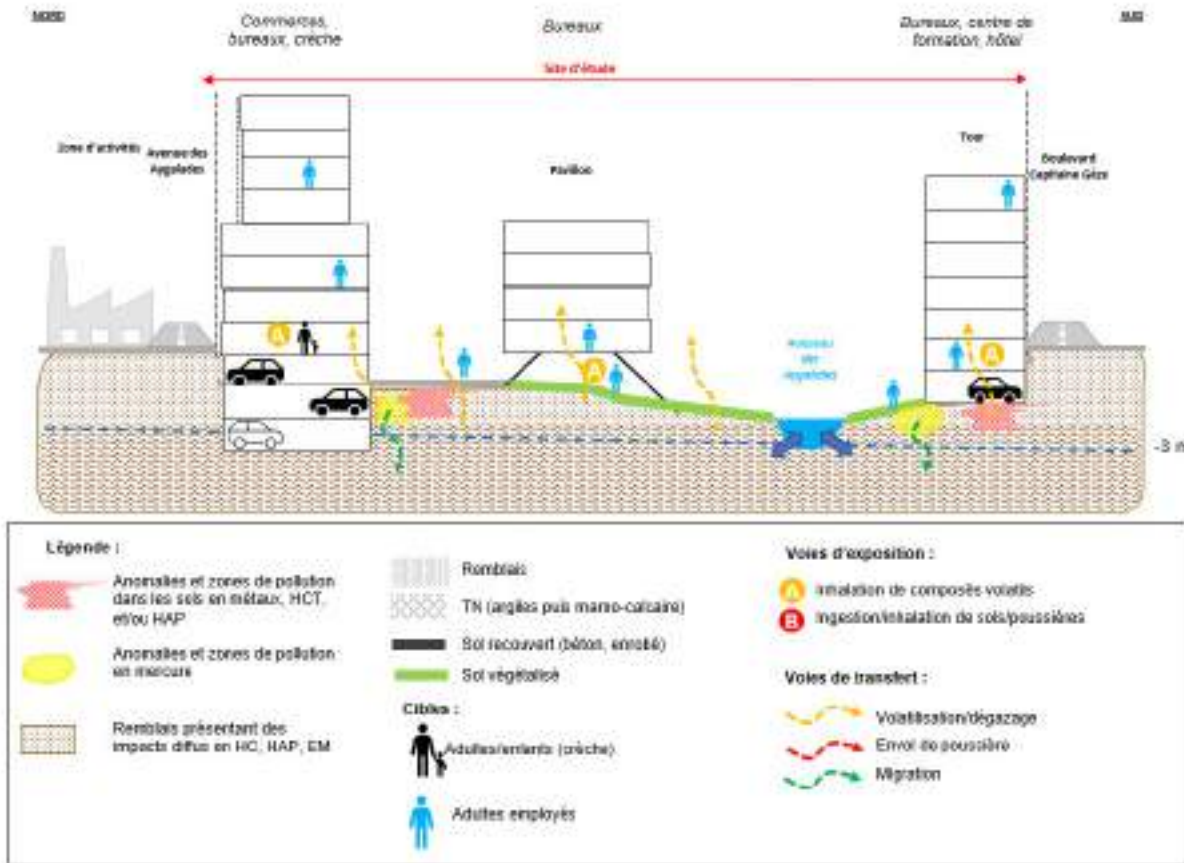 NORD
Commerces,
bureaux, crèche
Bureaux
Bureaux, centre de
formation, hôtel
SUD
Site d'étude
Zone d'activités
Avenue des
Aygalades
Pavillon
Tour
Boulevard
Capitaine Gèze
A
A
A
Ruisseau
des
Aygalades
-3 m
Légende :
Anomalies et zones de pollution
dans les sols en métaux, HCT,
et/ou HAP
Anomalies et zones de pollution
en mercure
Remblais présentant des
impacts diffus en HC, HAP, EM
Remblais
TN (argiles puis marno-calcaire)
Sol recouvert (béton, enrobé)
Sol végétalisé
Cibles :
Adultes/enfants (crèche)
Adultes employés
Voies d'exposition :
A Inhalation de composés volatils
B Ingestion/inhalation de sols/poussières
Voies de transfert :
Volatilisation/dégazage
Envol de poussière
Migration